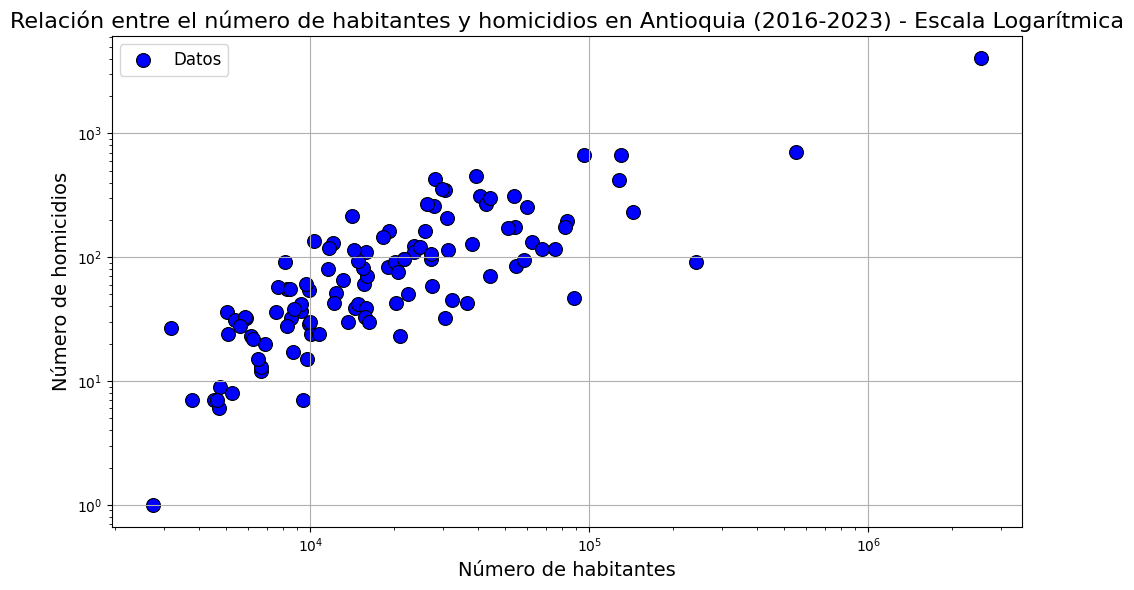 Relación entre el número de habitantes y homicidios en Antioquia (2016-2023) - Escala Logarítmica
Datos
Número de homicidios
10³
10²
10¹
10⁰
10⁴
10⁵
10⁶
Número de habitantes